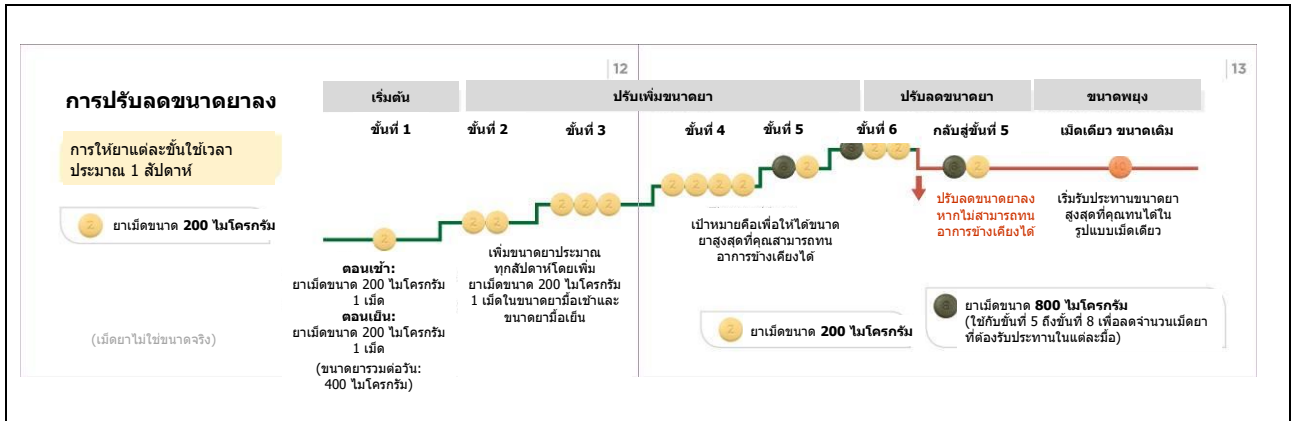 12
13
การปรับลดขนาดยาลง
เริ่มต้น
ปรับเพิ่มขนาดยา
ปรับลดขนาดยา
ขนาดพยุง
ขั้นที่ 1
ขั้นที่ 2
ขั้นที่ 3
ขั้นที่ 4
ขั้นที่ 5
ขั้นที่ 6
กลับสู่ขั้นที่ 5
เม็ดเดียว ขนาดเดิม
การให้ยาแต่ละขั้นใช้เวลา
ประมาณ 1 สัปดาห์
2 ยาเม็ดขนาด 200 ไมโครกรัม
(เม็ดยาไม่ใช่ขนาดจริง)
2
ตอนเช้า:
ยาเม็ดขนาด 200 ไมโครกรัม
1 เม็ด
ตอนเย็น:
ยาเม็ดขนาด 200 ไมโครกรัม
1 เม็ด
(ขนาดยารวมต่อวัน:
400 ไมโครกรัม)
2 2
2 2 2
เพิ่มขนาดยาประมาณ
ทุกสัปดาห์โดยเพิ่ม
ยาเม็ดขนาด 200 ไมโครกรัม
1 เม็ดในขนาดยามื้อเช้าและ
ขนาดยามื้อเย็น
2 2 2 2
8 2
8 2 2
เป้าหมายคือเพื่อให้ได้ขนาด
ยาสูงสุดที่คุณสามารถทน
อาการข้างเคียงได้
8 2
ปรับลดขนาดยาลง
หากไม่สามารถทน
อาการข้างเคียงได้
10
เริ่มรับประทานขนาดยา
สูงสุดที่คุณทนได้ใน
รูปแบบเม็ดเดียว
2 ยาเม็ดขนาด 200 ไมโครกรัม
8 ยาเม็ดขนาด 800 ไมโครกรัม
(ใช้กับขั้นที่ 5 ถึงขั้นที่ 8 เพื่อลดจำนวนเม็ดยา
ที่ต้องรับประทานในแต่ละมื้อ)